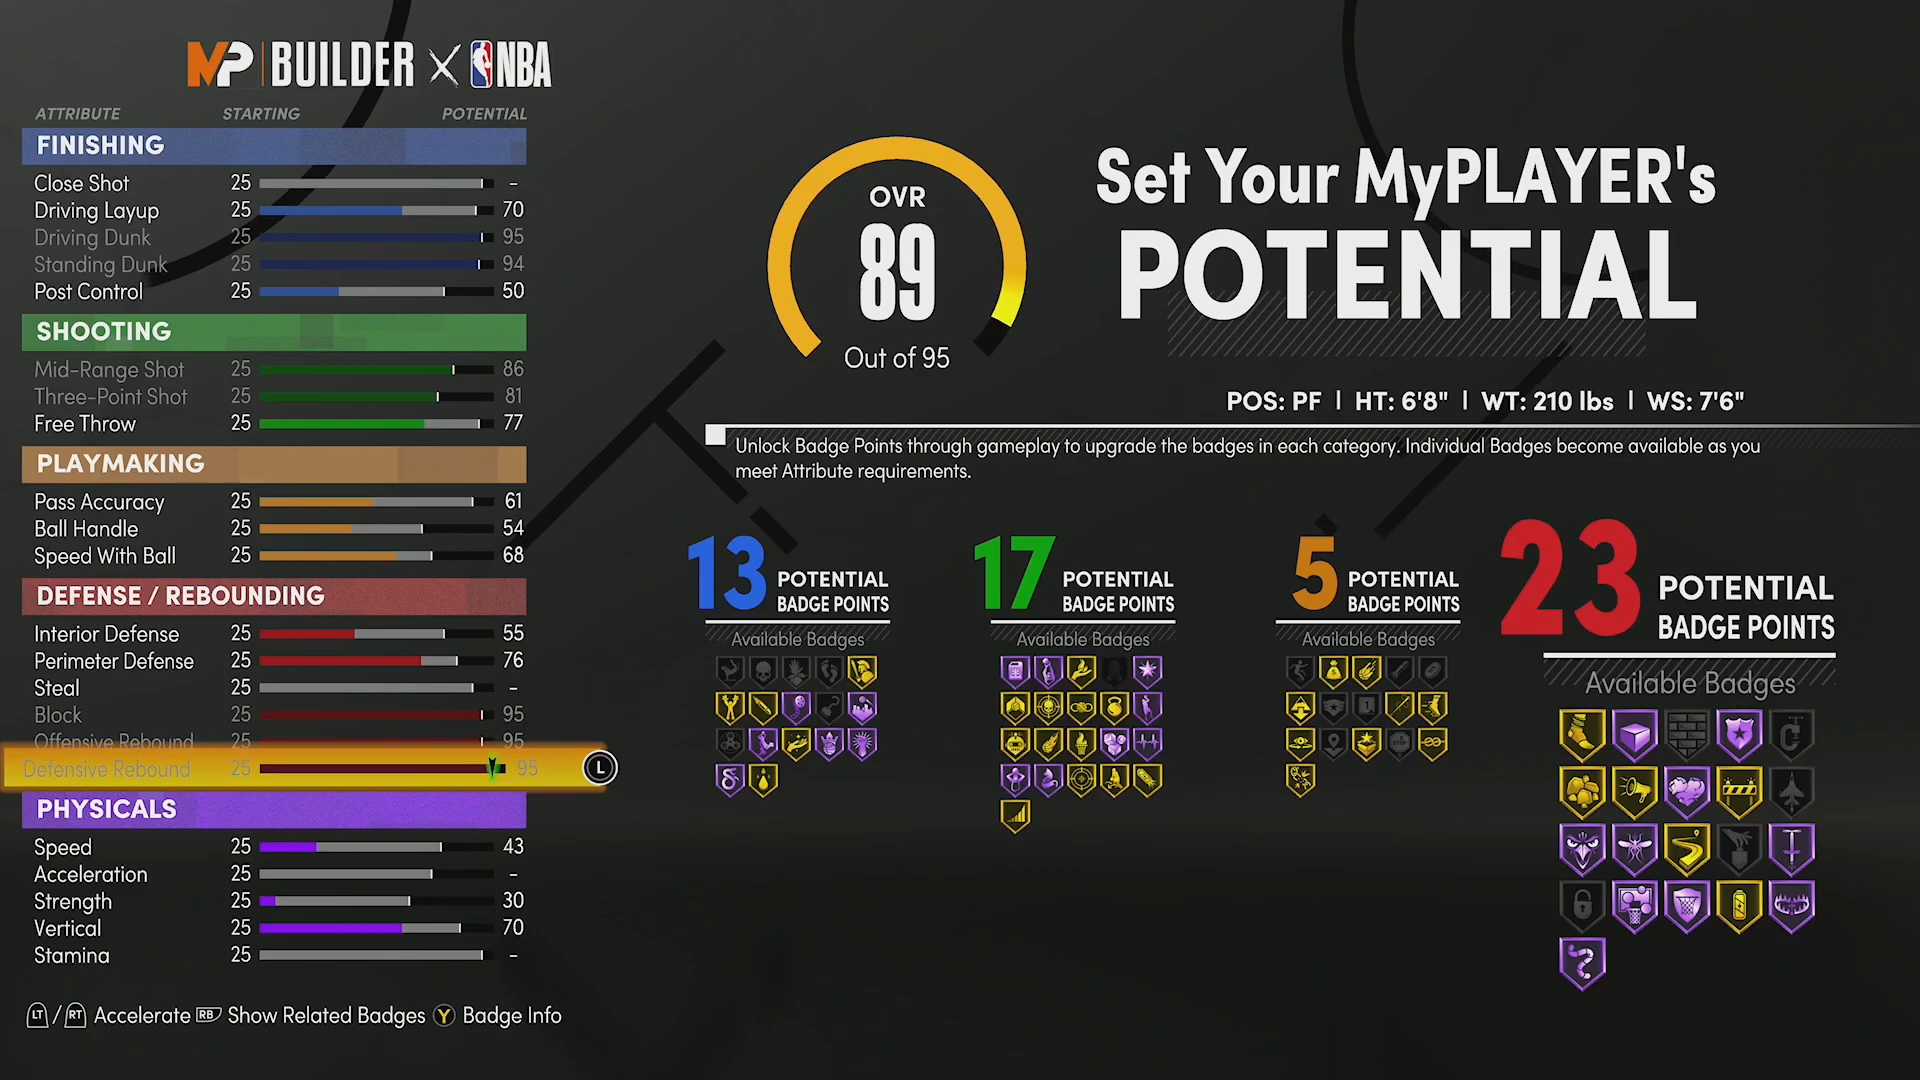 MP | BUILDER X NBA
ATTRIBUTE STARTING POTENTIAL
FINISHING
Close Shot 25 -
Driving Layup 25 70
Driving Dunk 25 95
Standing Dunk 25 94
Post Control 25 50
SHOOTING
Mid-Range Shot 25 86
Three-Point Shot 25 81
Free Throw 25 77
PLAYMAKING
Pass Accuracy 25 61
Ball Handle 25 54
Speed With Ball 25 68
DEFENSE / REBOUNDING
Interior Defense 25 55
Perimeter Defense 25 76
Steal 25 -
Block 25 95
Offensive Rebound 25 95
Defensive Rebound 25 95
L
PHYSICALS
Speed 25 43
Acceleration 25 -
Strength 25 30
Vertical 25 70
Stamina 25 -
LT / RT Accelerate RB Show Related Badges Y Badge Info
OVR
89
Out of 95
Set Your MyPLAYER's
POTENTIAL
POS: PF | HT: 6'8" | WT: 210 lbs | WS: 7'6"
Unlock Badge Points through gameplay to upgrade the badges in each category. Individual Badges become available as you
meet Attribute requirements.
13 POTENTIAL
BADGE POINTS
Available Badges
17 POTENTIAL
BADGE POINTS
Available Badges
5 POTENTIAL
BADGE POINTS
Available Badges
23 POTENTIAL
BADGE POINTS
Available Badges